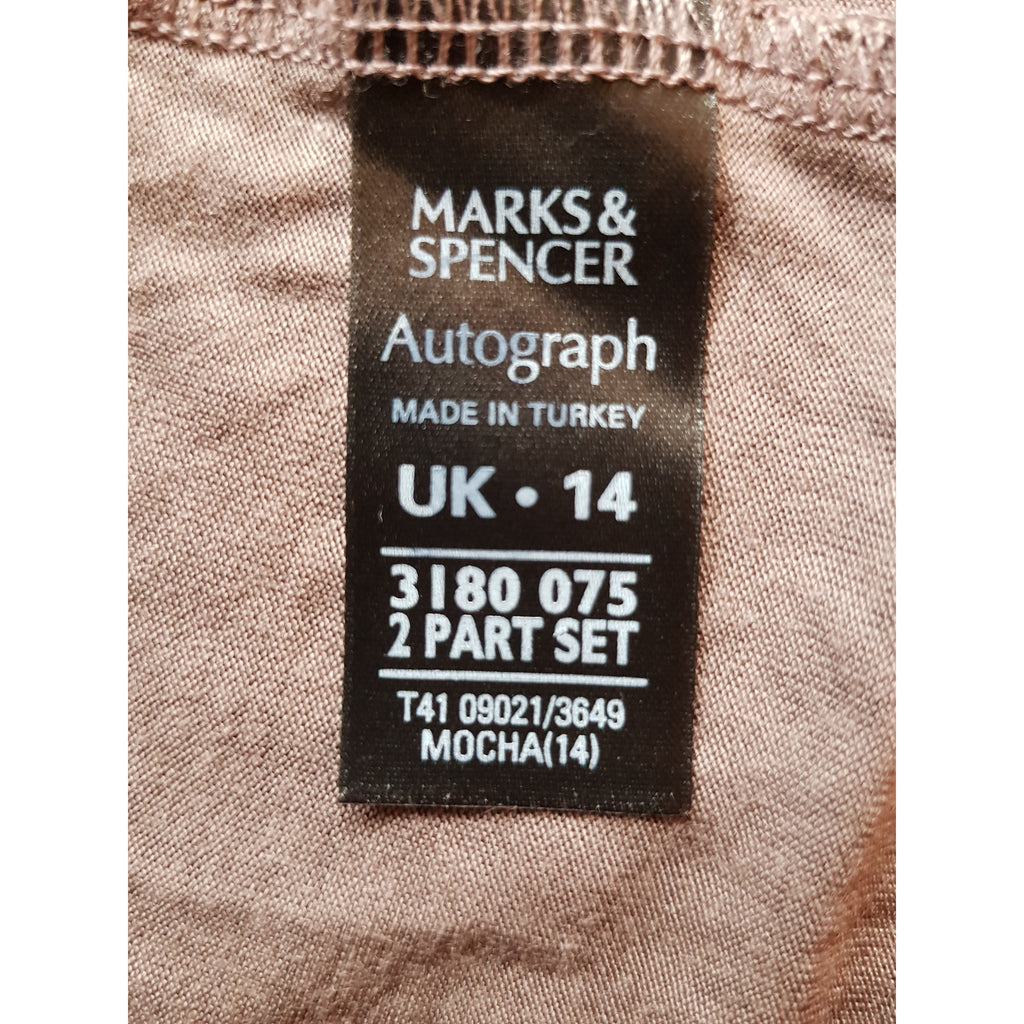 MARKS &
SPENCER
Autograph
MADE IN TURKEY
UK • 14
3180 075
2 PART SET
T41 09021/3649
MOCHA(14)